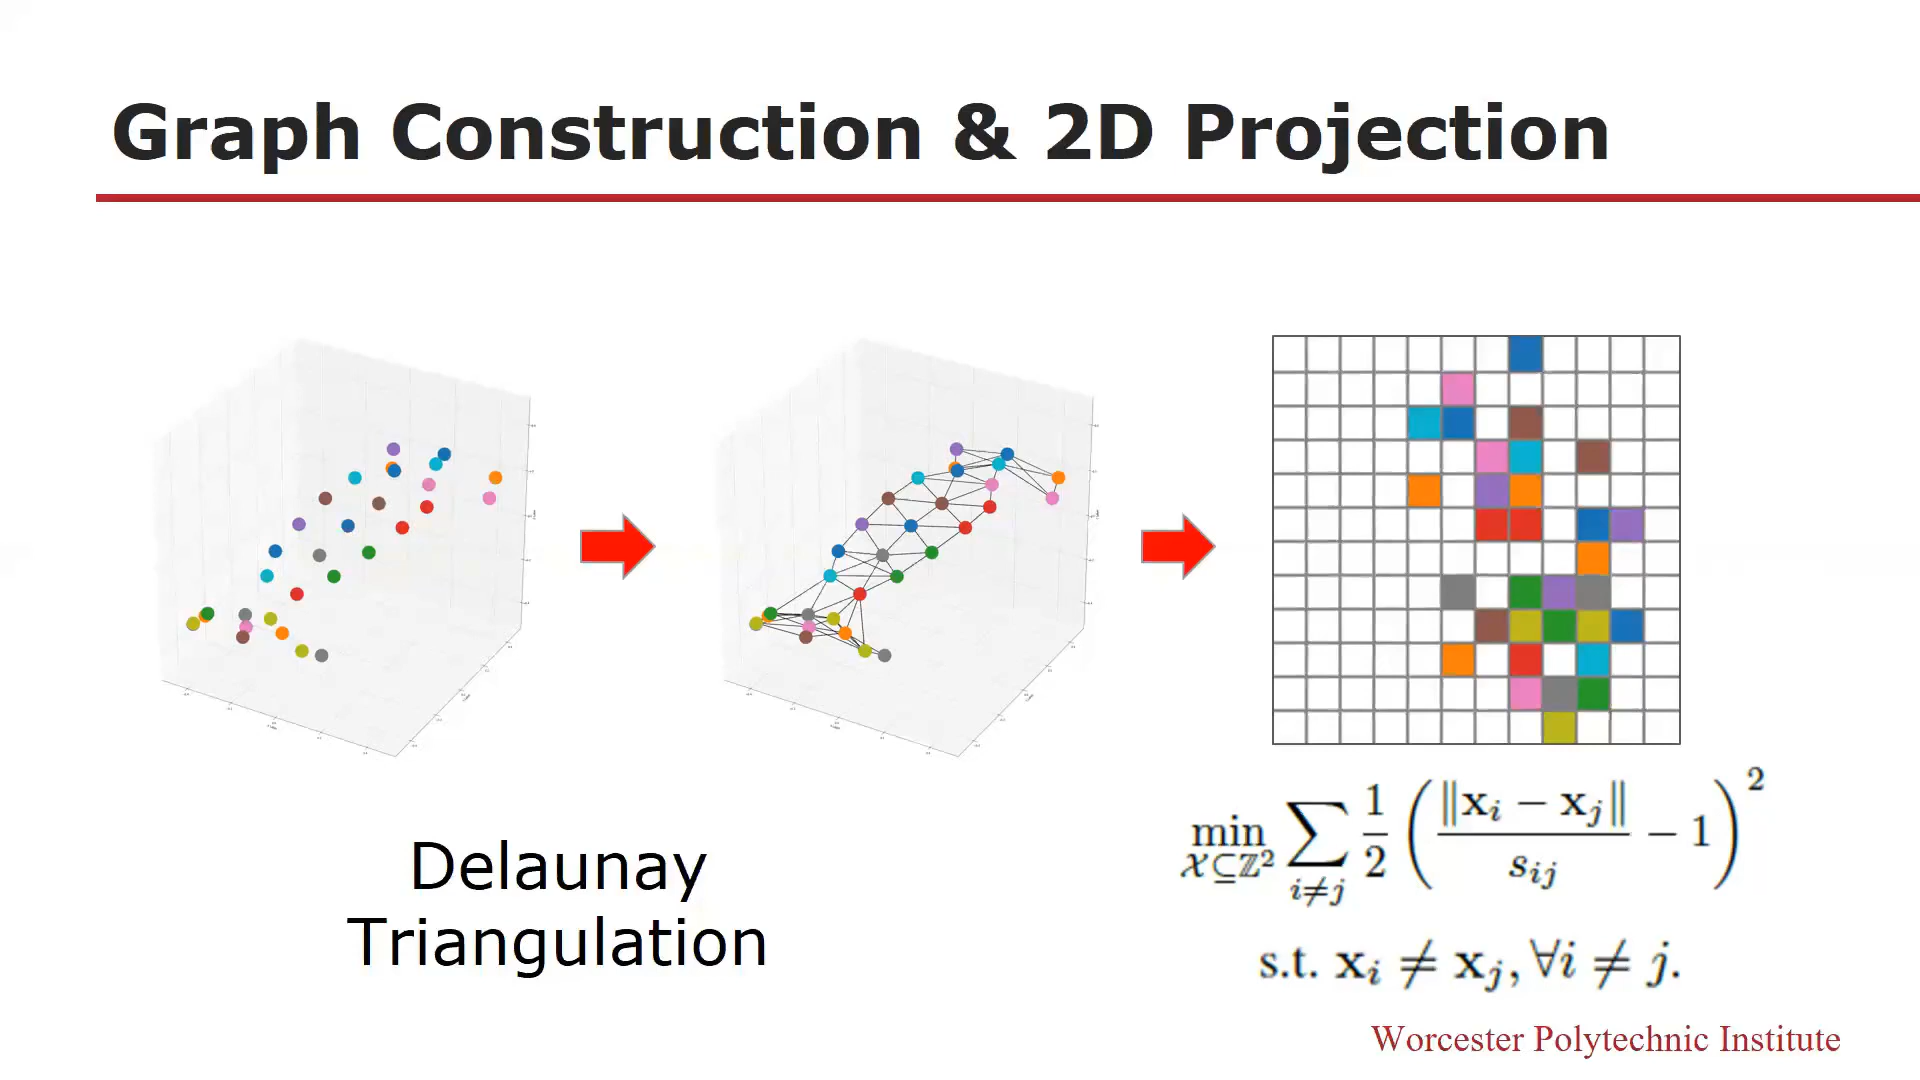 Graph Construction & 2D Projection
Delaunay
Triangulation
min_{𝒳⊆ℤ²} ∑_{i≠j} 1/2 (‖x_i − x_j‖ / s_{ij} − 1)²
s.t. x_i ≠ x_j, ∀i ≠ j.
Worcester Polytechnic Institute